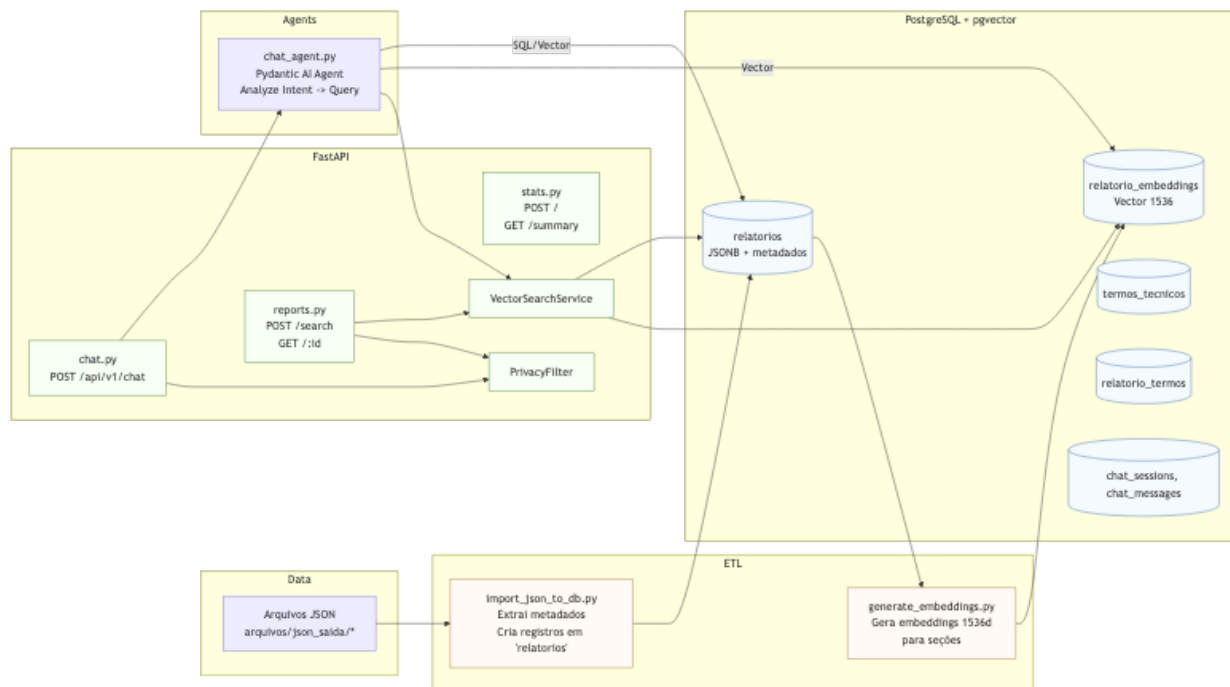 Agents
chat_agent.py
Pydantic AI Agent
Analyze Intent -> Query
SQL/Vector
Vector
PostgreSQL + pgvector
FastAPI
stats.py
POST /
GET /summary
VectorSearchService
reports.py
POST /search
GET /:id
PrivacyFilter
chat.py
POST /api/v1/chat
relatorios
JSONB + metadados
relatorio_embeddings
Vector 1536
termos_tecnicos
relatorio_termos
chat_sessions,
chat_messages
Data
Arquivos JSON
arquivos/json_saida/*
ETL
import_json_to_db.py
Extrai metadados
Cria registros em
'relatorios'
generate_embeddings.py
Gera embeddings 1536d
para seções